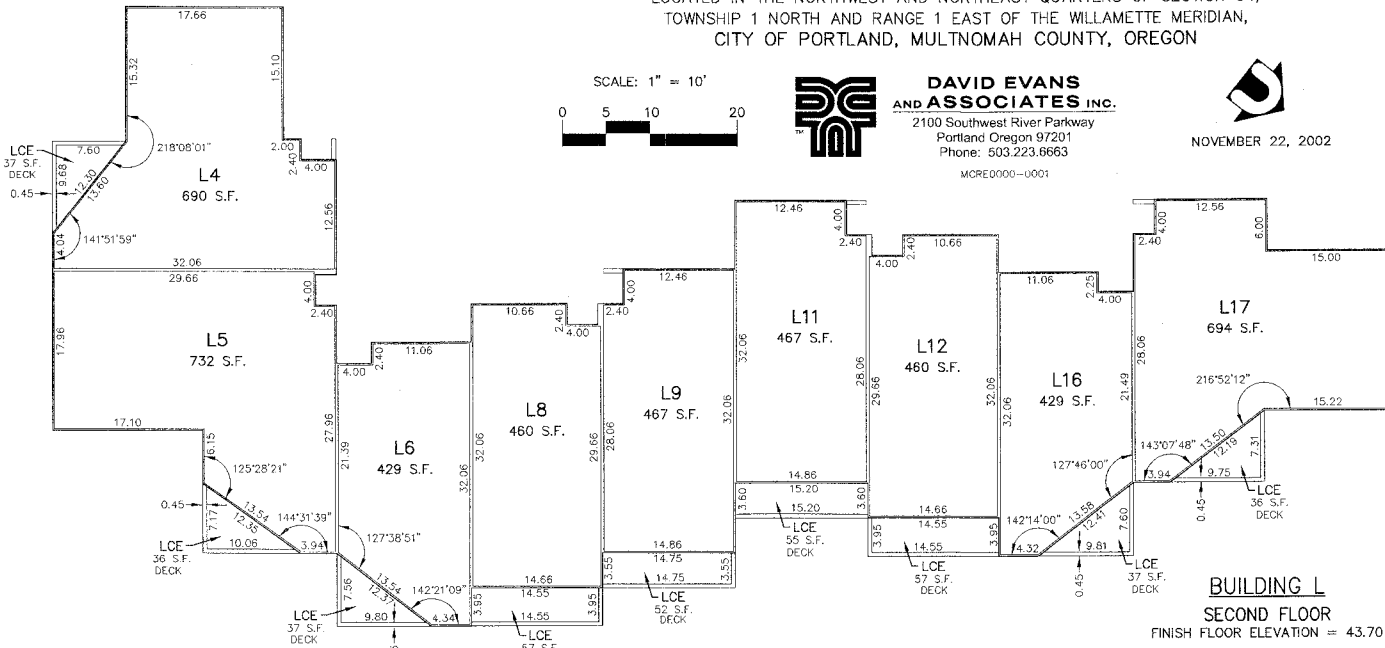 LOCATED IN THE NORTHWEST AND NORTHEAST QUARTERS OF SECTION
TOWNSHIP 1 NORTH AND RANGE 1 EAST OF THE WILLAMETTE MERIDIAN,
CITY OF PORTLAND, MULTNOMAH COUNTY, OREGON
SCALE: 1" = 10'
0 5 10 20
TM
DAVID EVANS
AND ASSOCIATES INC.
2100 Southwest River Parkway
Portland Oregon 97201
Phone: 503.223.6663
MCRE0000-0001
NOVEMBER 22, 2002
17.66
15.32
15.10
218°08'01"
2.00
2.40
4.00
LCE
37 S.F.
DECK
7.60
9.68
12.30
13.60
0.45
L4
690 S.F.
12.56
141°51'59"
4.04
32.06
29.66
4.00
2.40
L5
732 S.F.
17.96
17.10
27.96
6.15
125°28'21"
0.45
7.17
13.54
12.35
144°31'39"
10.06
3.94
LCE
36 S.F.
DECK
11.06
2.40
4.00
L6
429 S.F.
21.39
32.06
127°38'51"
13.54
12.37
142°21'09"
7.56
9.80
4.34
LCE
37 S.F.
DECK
10.66
2.40
4.00
L8
460 S.F.
32.06
29.66
14.66
14.55
3.95
3.95
14.55
LCE
57 S.F.
12.46
4.00
2.40
L9
467 S.F.
28.06
32.06
14.86
14.75
3.55
3.55
14.75
LCE
52 S.F.
DECK
12.46
4.00
2.40
L11
467 S.F.
32.06
28.06
14.86
15.20
3.60
3.60
15.20
LCE
55 S.F.
DECK
10.66
2.40
4.00
L12
460 S.F.
29.66
32.06
14.66
14.55
3.95
3.95
14.55
LCE
57 S.F.
DECK
11.06
2.25
4.00
L16
429 S.F.
32.06
21.49
127°46'00"
142°14'00"
13.58
12.41
7.60
4.32
9.81
0.45
LCE
37 S.F.
DECK
12.56
4.00
2.40
6.00
15.00
L17
694 S.F.
28.06
216°52'12"
15.22
143°07'48"
13.50
12.19
7.31
3.94
9.75
0.45
LCE
36 S.F.
DECK
BUILDING L
SECOND FLOOR
FINISH FLOOR ELEVATION = 43.70